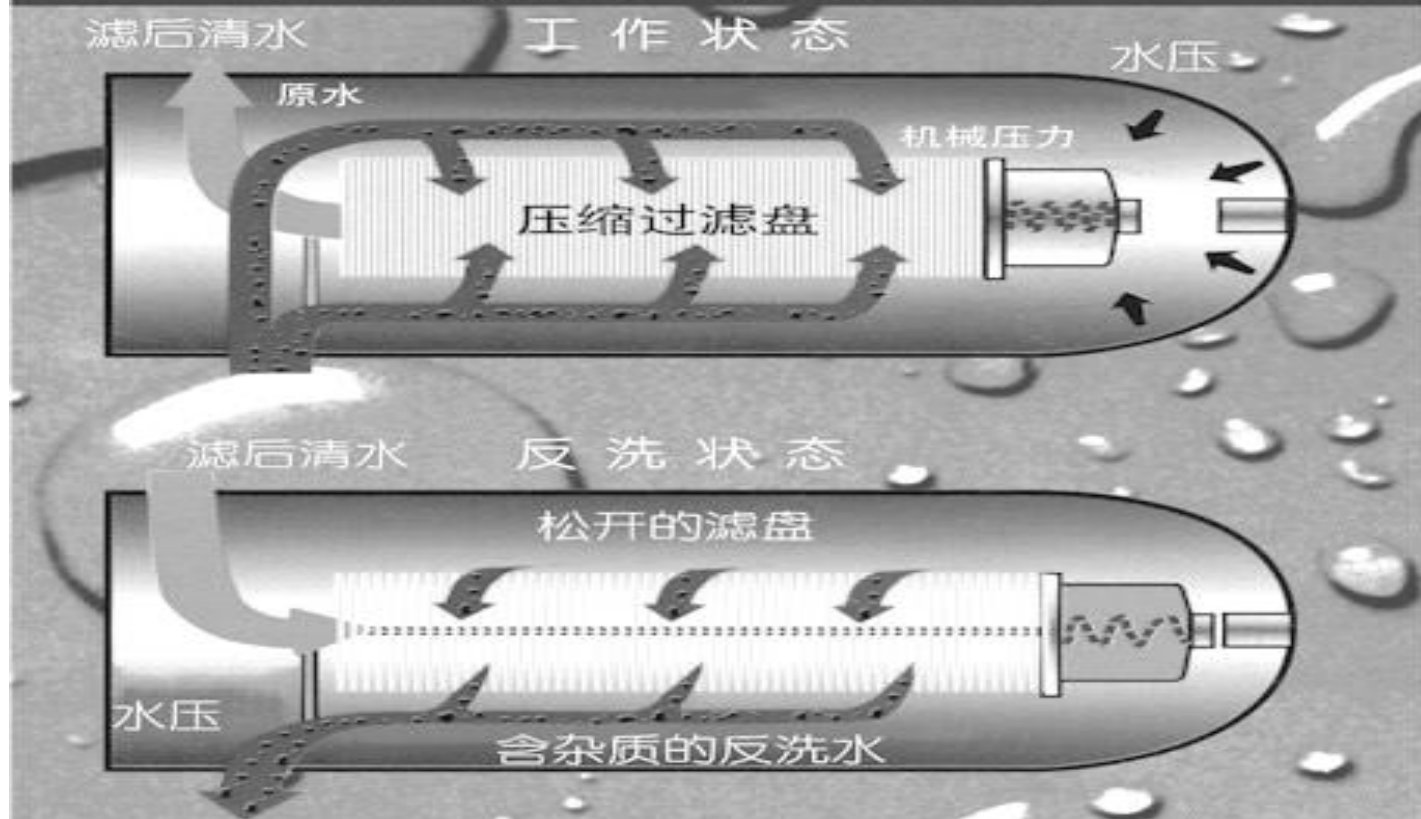 滤后清水
工作状态
水压
原水
机械压力
压缩过滤盘
滤后清水
反洗状态
松开的滤盘
水压
含杂质的反洗水